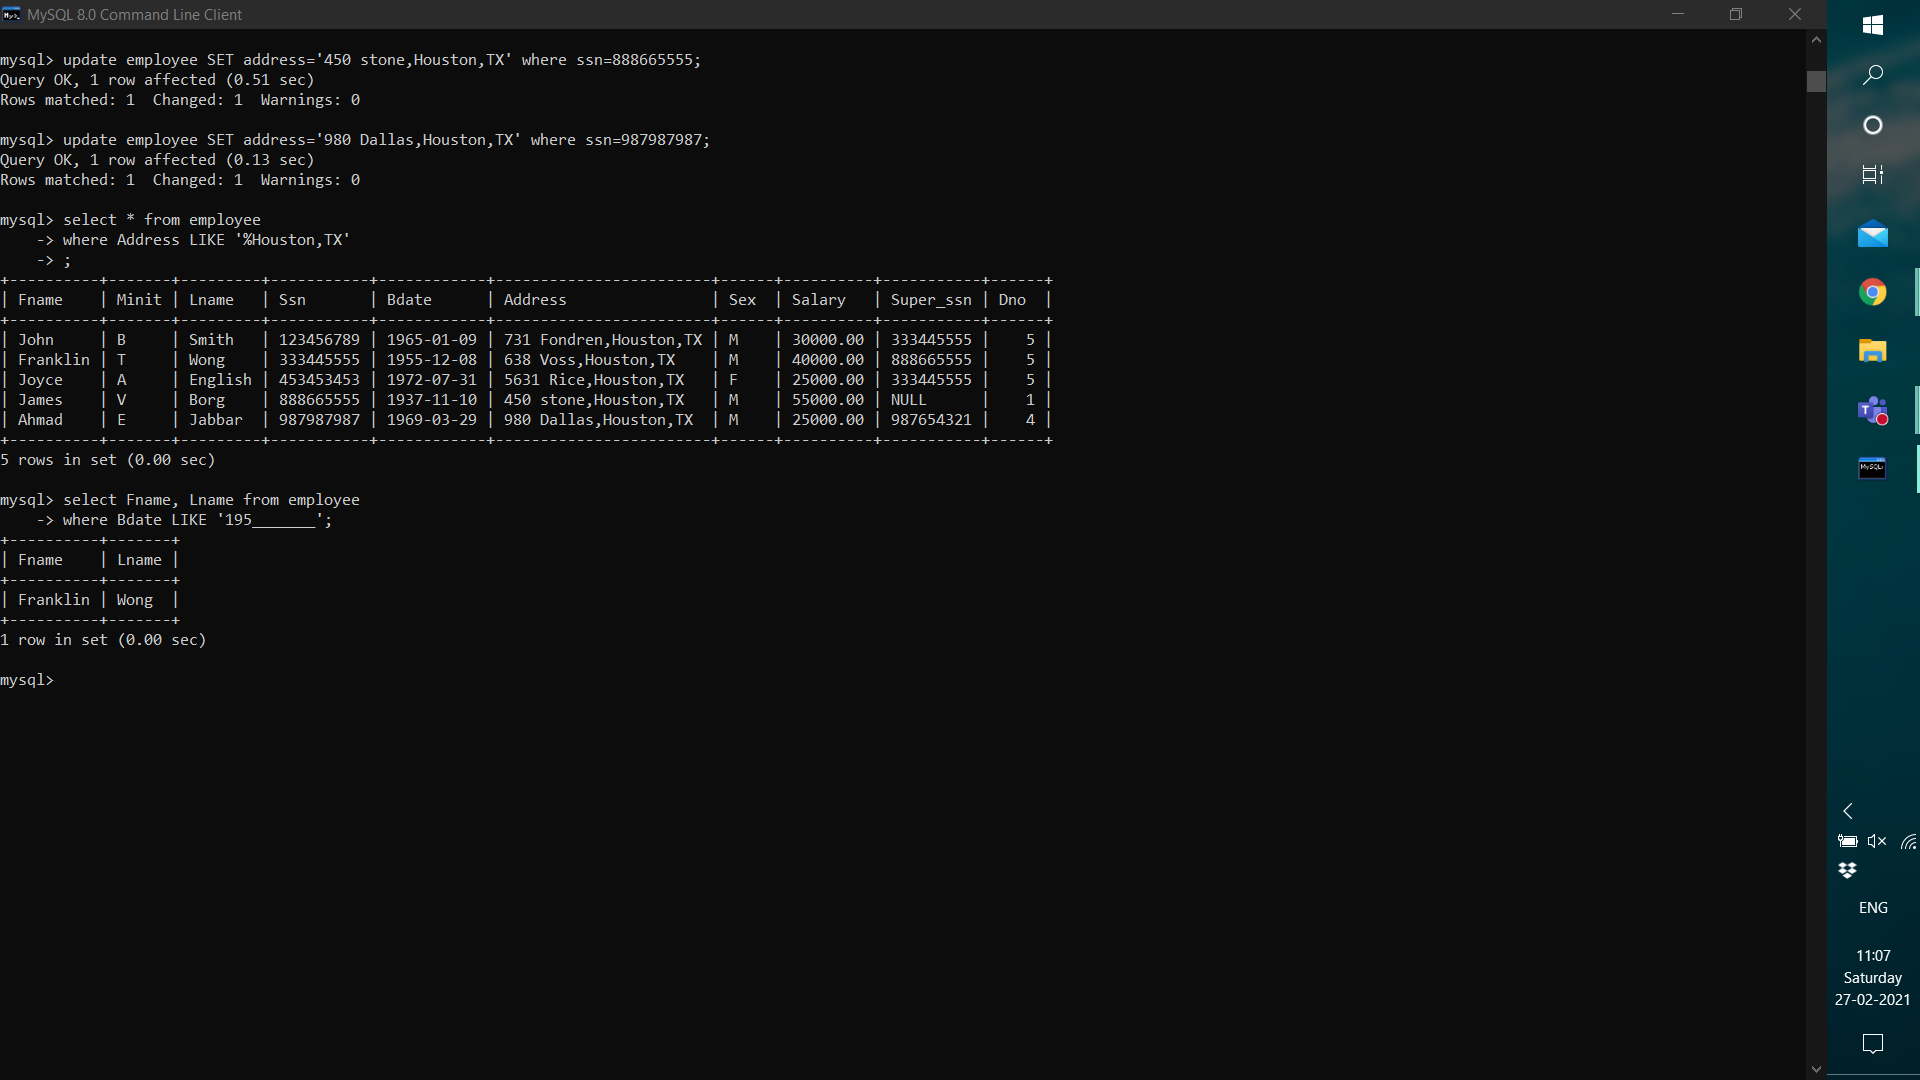 MySQL 8.0 Command Line Client
mysql> update employee SET address='450 stone,Houston,TX' where ssn=888665555;
Query OK, 1 row affected (0.51 sec)
Rows matched: 1  Changed: 1  Warnings: 0

mysql> update employee SET address='980 Dallas,Houston,TX' where ssn=987987987;
Query OK, 1 row affected (0.13 sec)
Rows matched: 1  Changed: 1  Warnings: 0

mysql> select * from employee
    -> where Address LIKE '%Houston,TX'
    -> ;
+----------+-------+---------+-----------+------------+------------------------+------+----------+-----------+------+
| Fname    | Minit | Lname   | Ssn       | Bdate      | Address                | Sex  | Salary   | Super_ssn | Dno  |
+----------+-------+---------+-----------+------------+------------------------+------+----------+-----------+------+
| John     | B     | Smith   | 123456789 | 1965-01-09 | 731 Fondren,Houston,TX | M    | 30000.00 | 333445555 |    5 |
| Franklin | T     | Wong    | 333445555 | 1955-12-08 | 638 Voss,Houston,TX    | M    | 40000.00 | 888665555 |    5 |
| Joyce    | A     | English | 453453453 | 1972-07-31 | 5631 Rice,Houston,TX   | F    | 25000.00 | 333445555 |    5 |
| James    | V     | Borg    | 888665555 | 1937-11-10 | 450 stone,Houston,TX   | M    | 55000.00 | NULL      |    1 |
| Ahmad    | E     | Jabbar  | 987987987 | 1969-03-29 | 980 Dallas,Houston,TX  | M    | 25000.00 | 987654321 |    4 |
+----------+-------+---------+-----------+------------+------------------------+------+----------+-----------+------+
5 rows in set (0.00 sec)

mysql> select Fname, Lname from employee
    -> where Bdate LIKE '195_______';
+----------+-------+
| Fname    | Lname |
+----------+-------+
| Franklin | Wong  |
+----------+-------+
1 row in set (0.00 sec)

mysql>
ENG
11:07
Saturday
27-02-2021